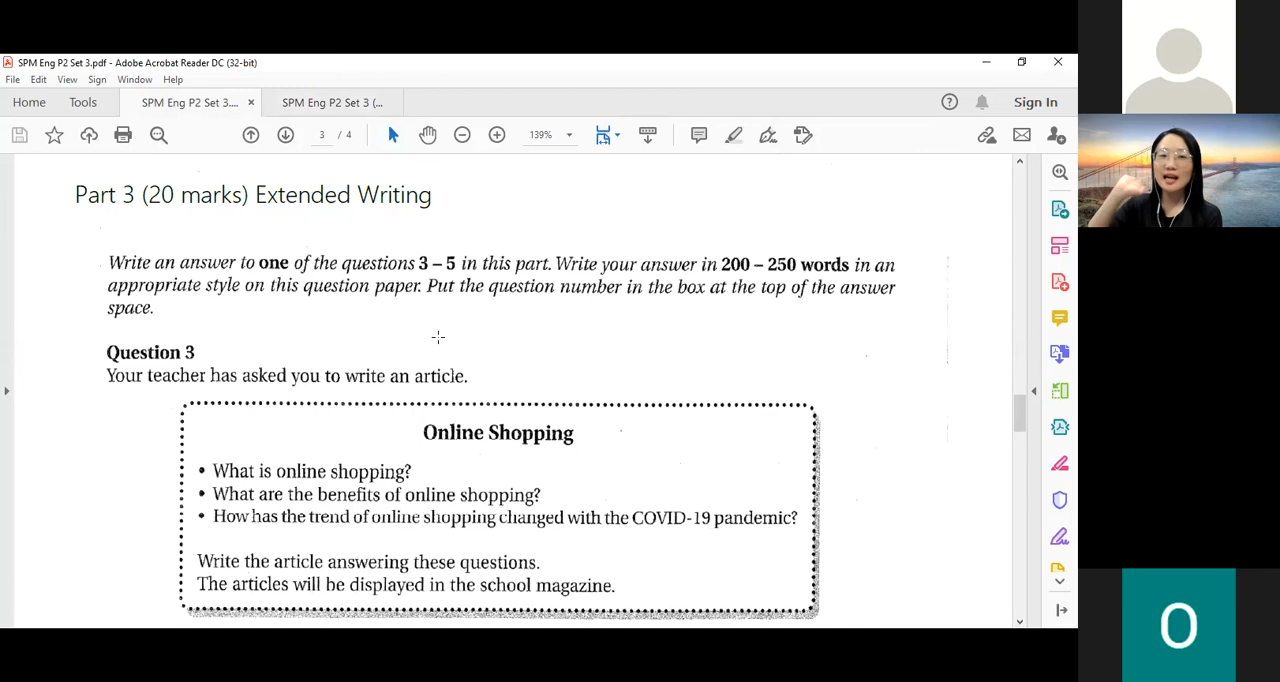 SPM Eng P2 Set 3.pdf - Adobe Acrobat Reader DC (32-bit)
File Edit View Sign Window Help
Home Tools SPM Eng P2 Set 3.... × SPM Eng P2 Set 3 (... Sign In
3 / 4 139%
Part 3 (20 marks) Extended Writing
Write an answer to one of the questions 3 – 5 in this part. Write your answer in 200 – 250 words in an
appropriate style on this question paper. Put the question number in the box at the top of the answer
space.
Question 3
Your teacher has asked you to write an article.
Online Shopping
• What is online shopping?
• What are the benefits of online shopping?
• How has the trend of online shopping changed with the COVID-19 pandemic?
Write the article answering these questions.
The articles will be displayed in the school magazine.
O